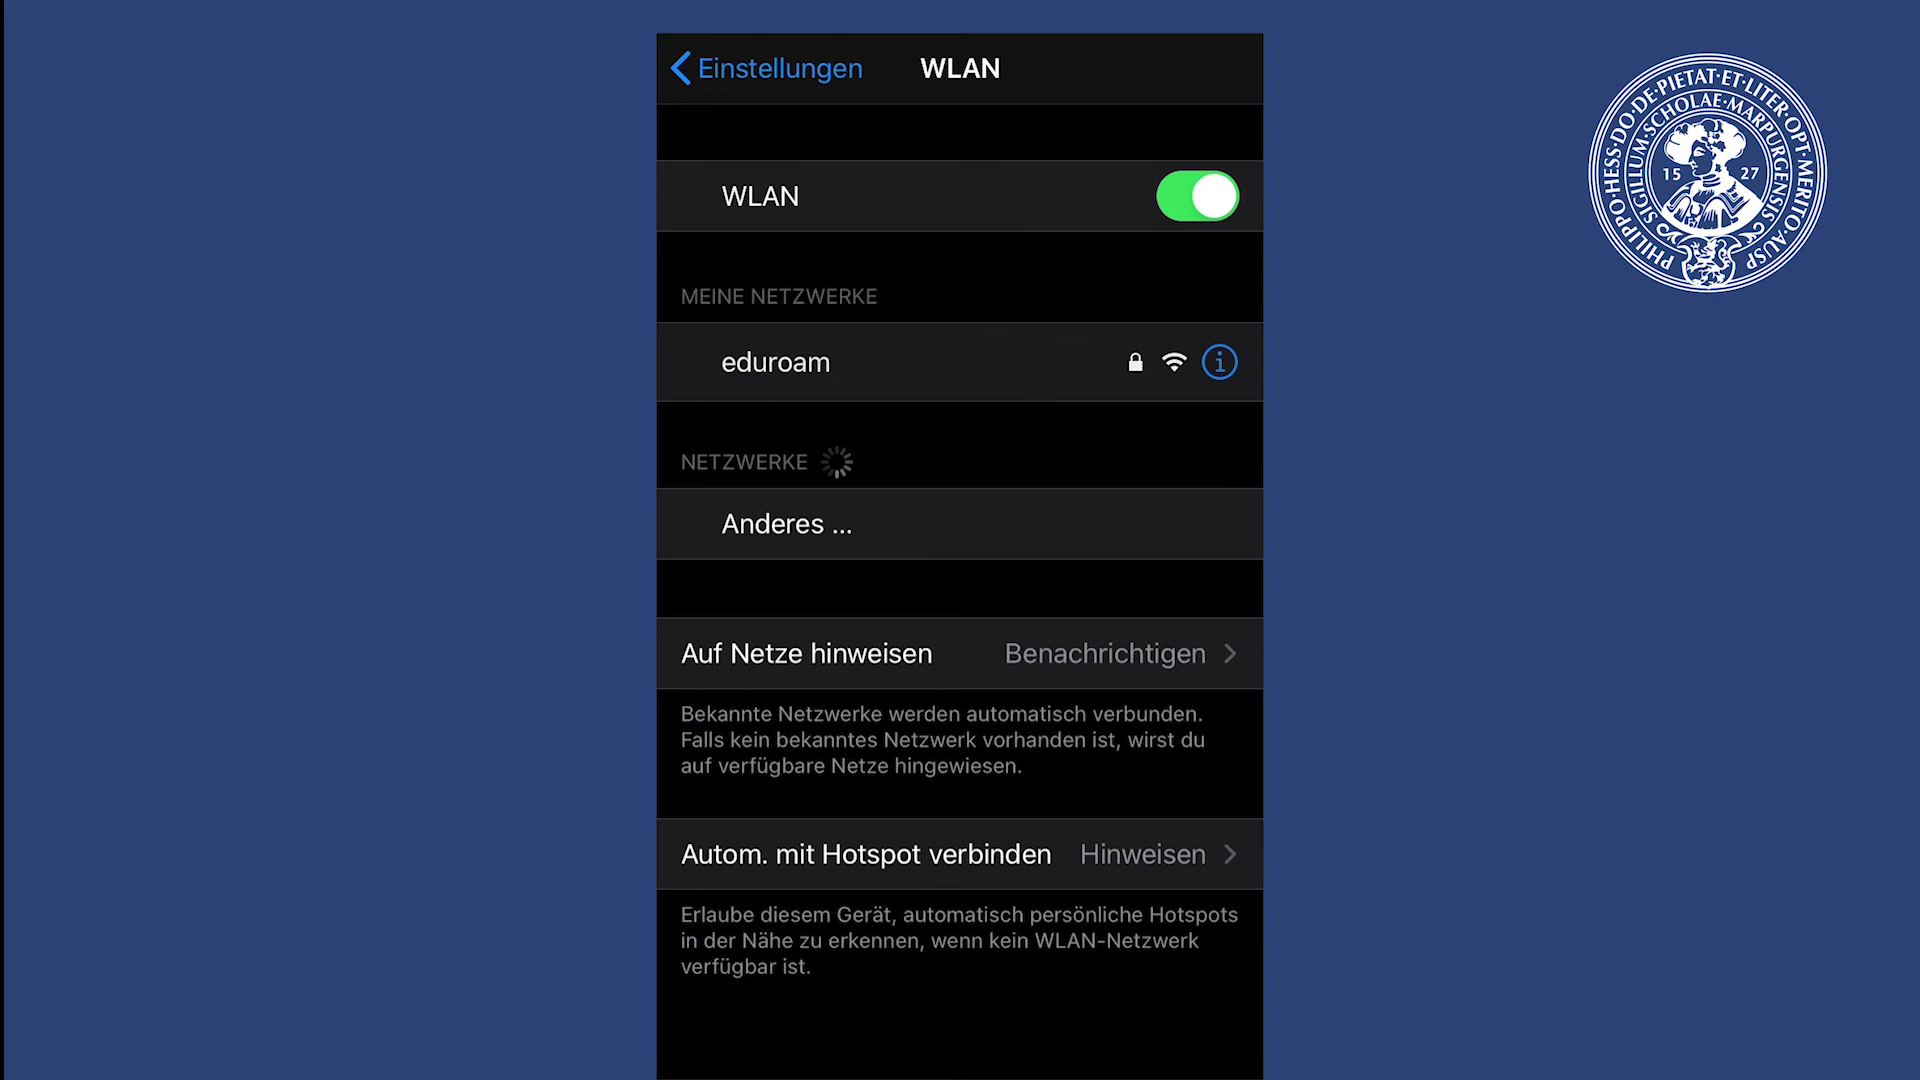 Einstellungen
WLAN
WLAN
MEINE NETZWERKE
eduroam
NETZWERKE
Anderes ...
Auf Netze hinweisen Benachrichtigen
Bekannte Netzwerke werden automatisch verbunden.
Falls kein bekanntes Netzwerk vorhanden ist, wirst du
auf verfügbare Netze hingewiesen.
Autom. mit Hotspot verbinden Hinweisen
Erlaube diesem Gerät, automatisch persönliche Hotspots
in der Nähe zu erkennen, wenn kein WLAN-Netzwerk
verfügbar ist.
PHILIPPO·HESS·DO·DE·PIETAT·ET·LITER·OPT·MERITO·AUSP
SIGILLUM·SCHOLAE·MARPURGENSIS
15 27